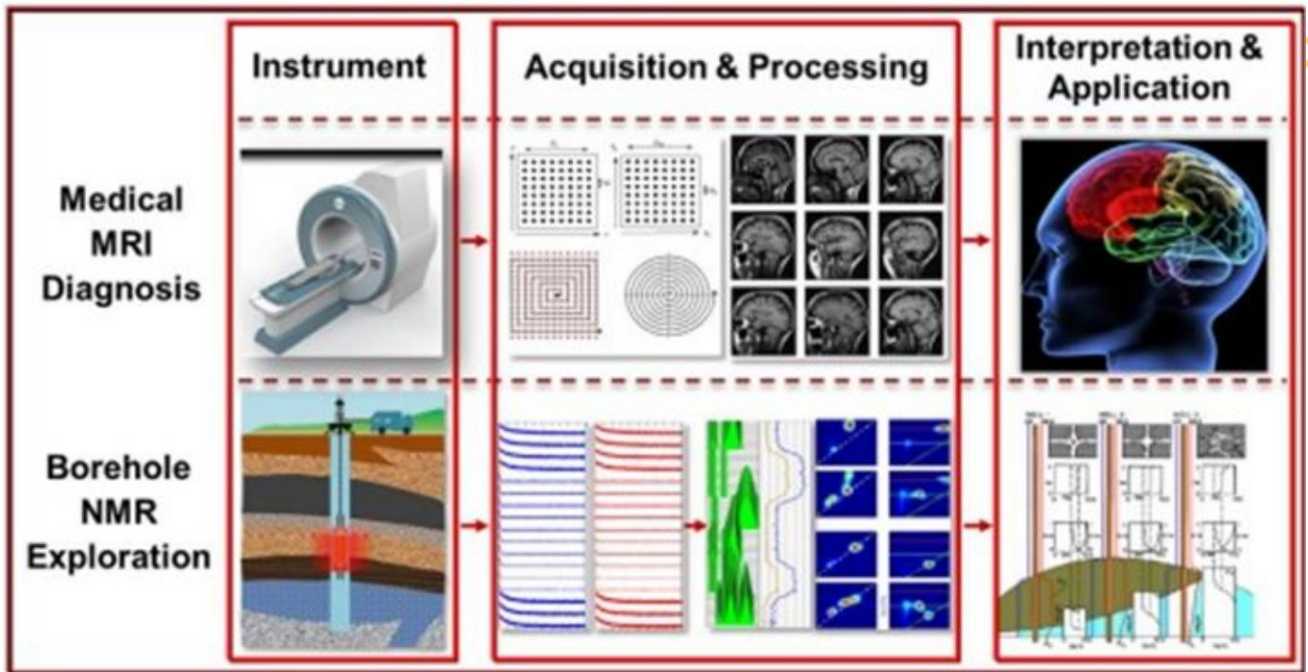 Instrument
Acquisition & Processing
Interpretation &
Application
Medical
MRI
Diagnosis
Borehole
NMR
Exploration